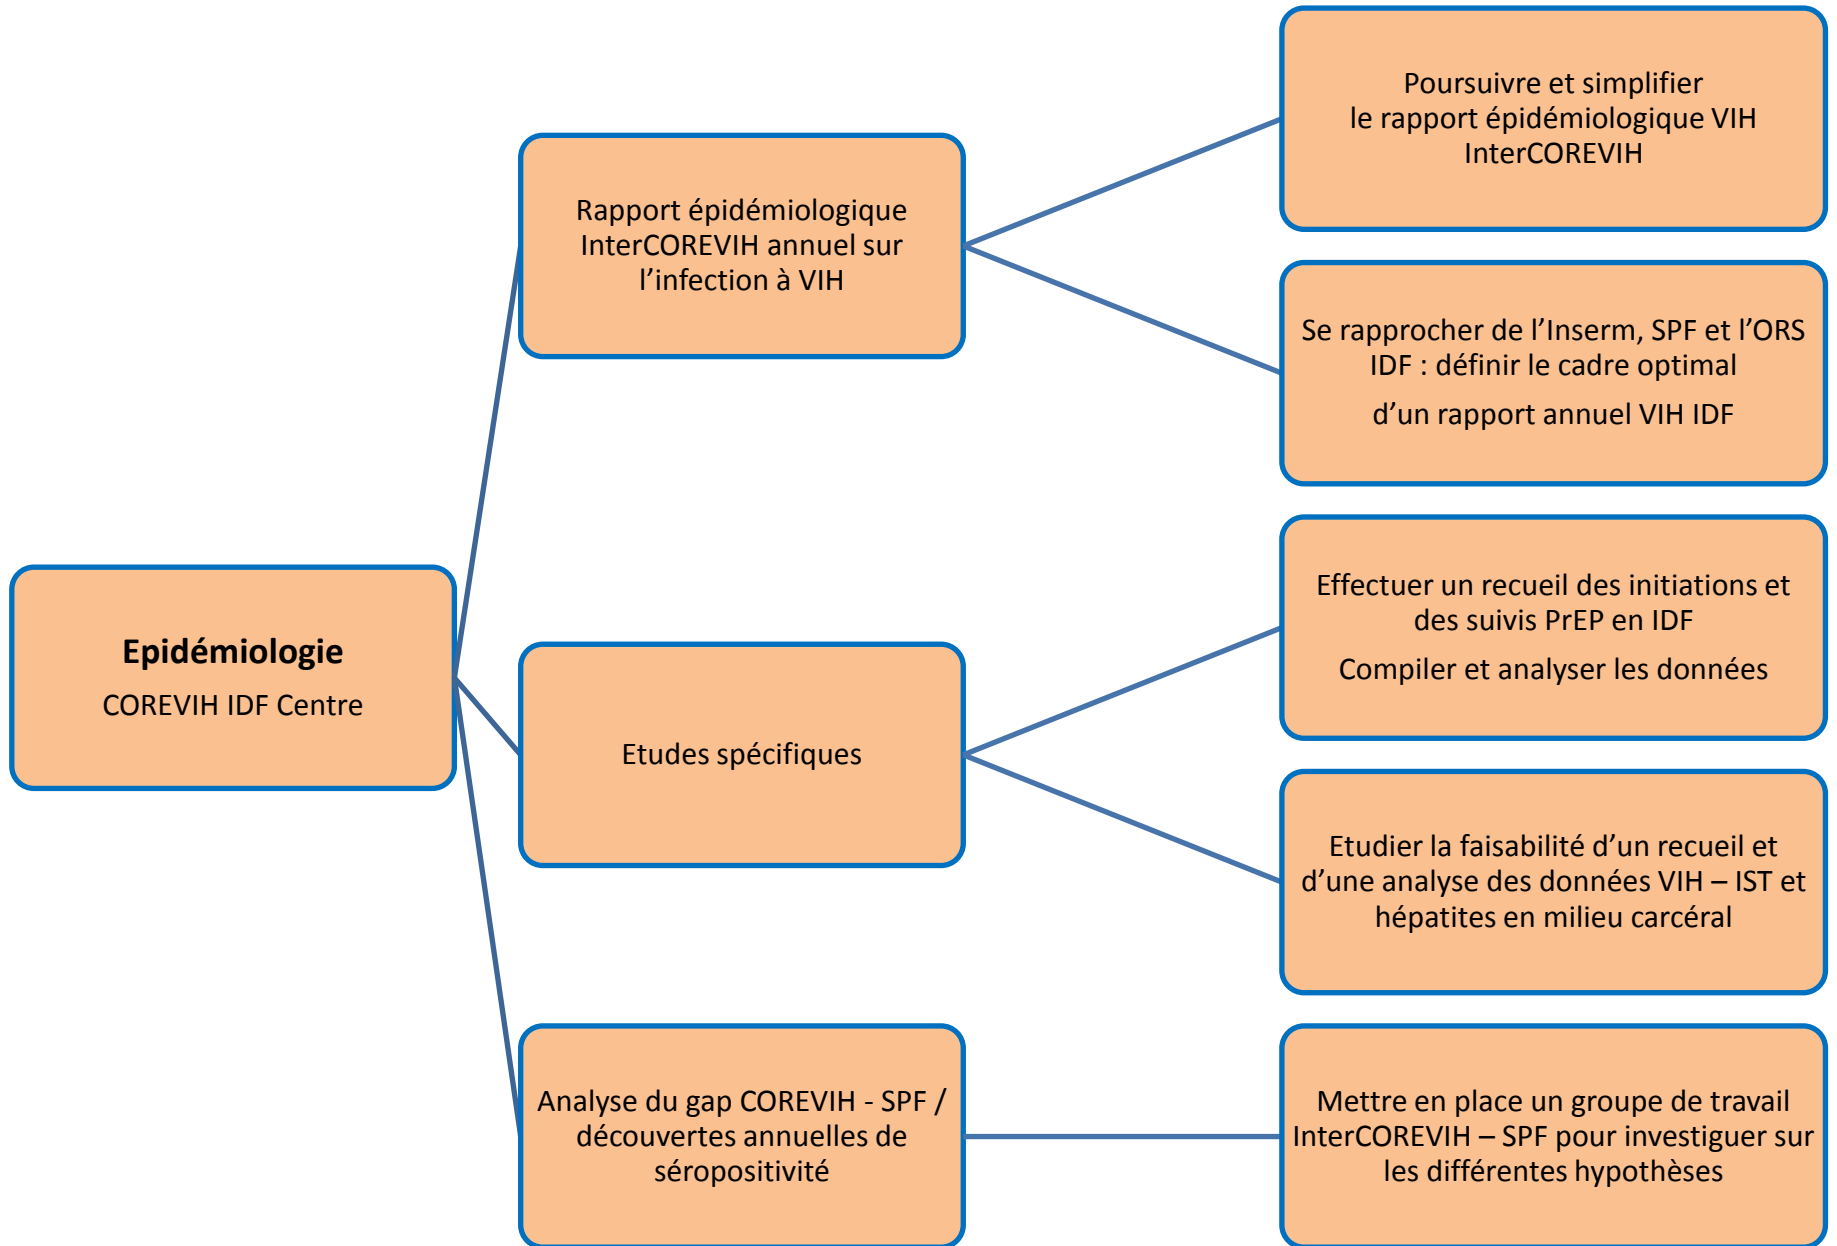 Epidémiologie
COREVIH IDF Centre
Rapport épidémiologique
InterCOREVIH annuel sur
l’infection à VIH
Poursuivre et simplifier
le rapport épidémiologique VIH
InterCOREVIH
Se rapprocher de l’Inserm, SPF et l’ORS
IDF : définir le cadre optimal
d’un rapport annuel VIH IDF
Etudes spécifiques
Effectuer un recueil des initiations et
des suivis PrEP en IDF
Compiler et analyser les données
Etudier la faisabilité d’un recueil et
d’une analyse des données VIH – IST et
hépatites en milieu carcéral
Analyse du gap COREVIH - SPF /
découvertes annuelles de
séropositivité
Mettre en place un groupe de travail
InterCOREVIH – SPF pour investiguer sur
les différentes hypothèses